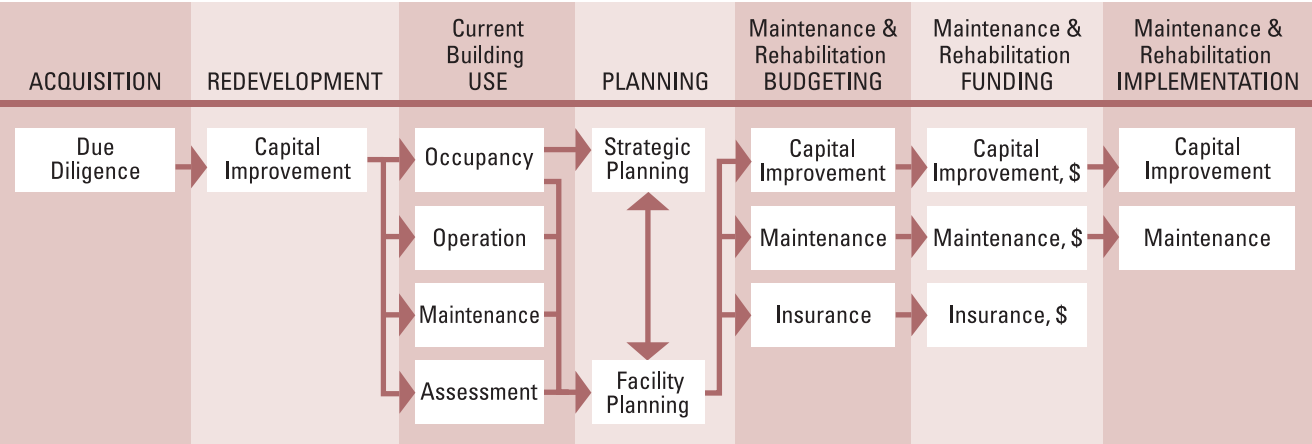 ACQUISITION
REDEVELOPMENT
Current
Building
USE
PLANNING
Maintenance &
Rehabilitation
BUDGETING
Maintenance &
Rehabilitation
FUNDING
Maintenance &
Rehabilitation
IMPLEMENTATION
Due
Diligence
Capital
Improvement
Occupancy
Operation
Maintenance
Assessment
Strategic
Planning
Facility
Planning
Capital
Improvement
Maintenance
Insurance
Capital
Improvement, $
Maintenance, $
Insurance, $
Capital
Improvement
Maintenance